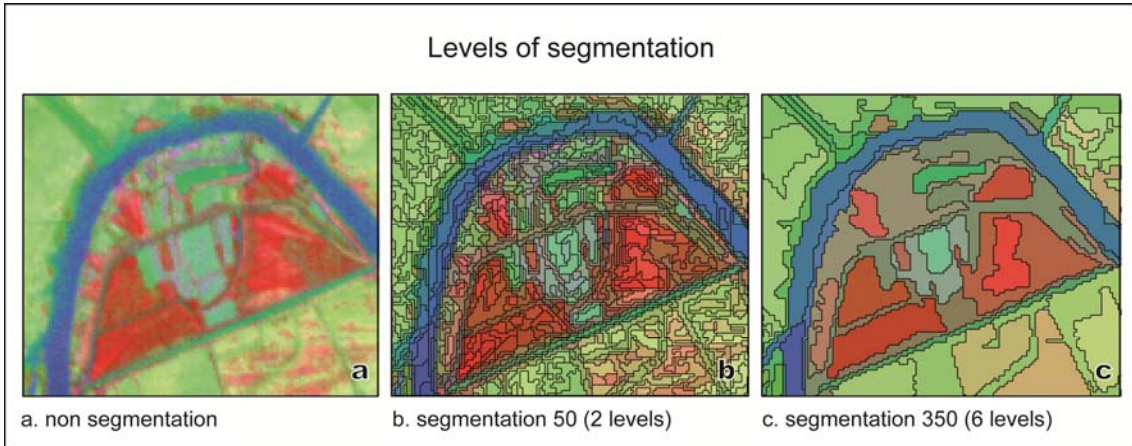 Levels of segmentation
a
b
c
a. non segmentation
b. segmentation 50 (2 levels)
c. segmentation 350 (6 levels)